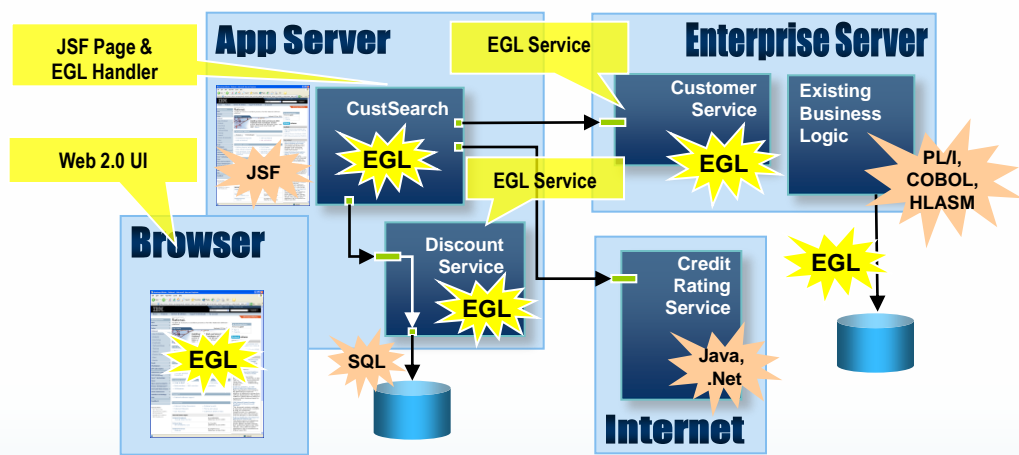 JSF Page &
EGL Handler
App Server
EGL Service
Enterprise Server
CustSearch
Customer
Service
Existing
Business
Logic
EGL
JSF
EGL
PL/I,
COBOL,
HLASM
Web 2.0 UI
EGL Service
Browser
Discount
Service
EGL
Credit
Rating
Service
EGL
EGL
SQL
Java,
.Net
Internet